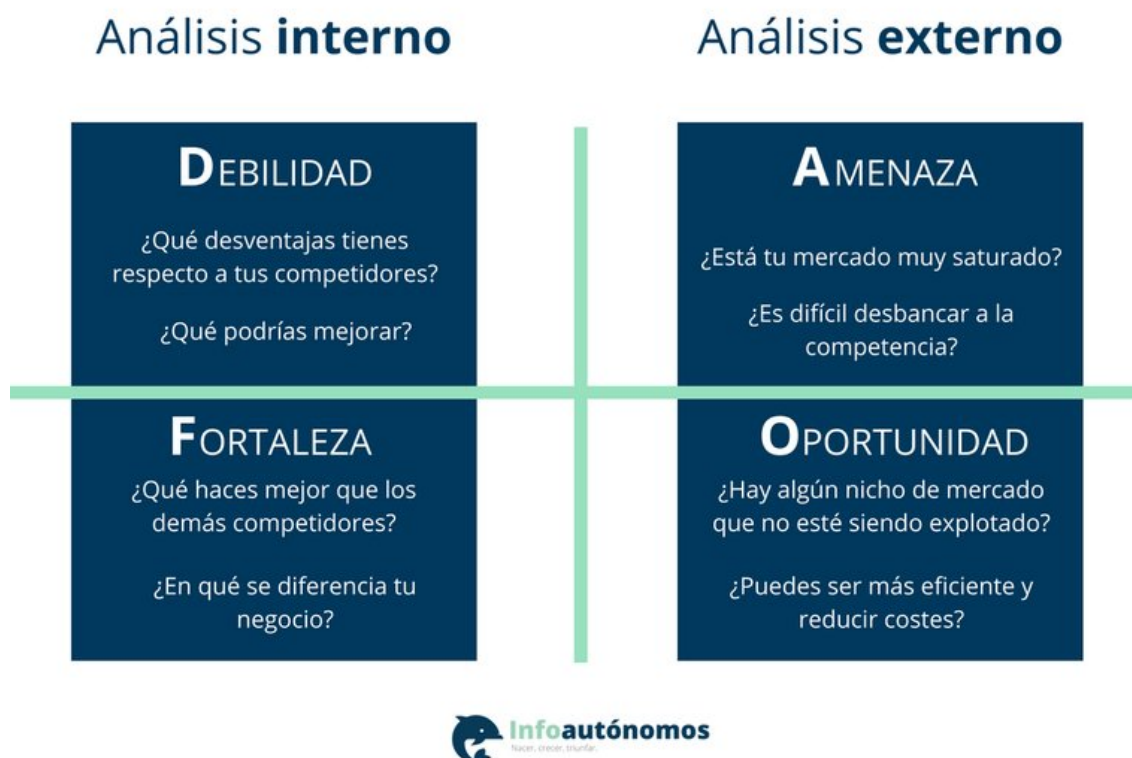 Análisis interno
DEBILIDAD
¿Qué desventajas tienes
respecto a tus competidores?
¿Qué podrías mejorar?
FORTALEZA
¿Qué haces mejor que los
demás competidores?
¿En qué se diferencia tu
negocio?
Análisis externo
AMENAZA
¿Está tu mercado muy saturado?
¿Es difícil desbancar a la
competencia?
OPORTUNIDAD
¿Hay algún nicho de mercado
que no esté siendo explotado?
¿Puedes ser más eficiente y
reducir costes?
Infoautónomos
Nacer, crecer, triunfar.